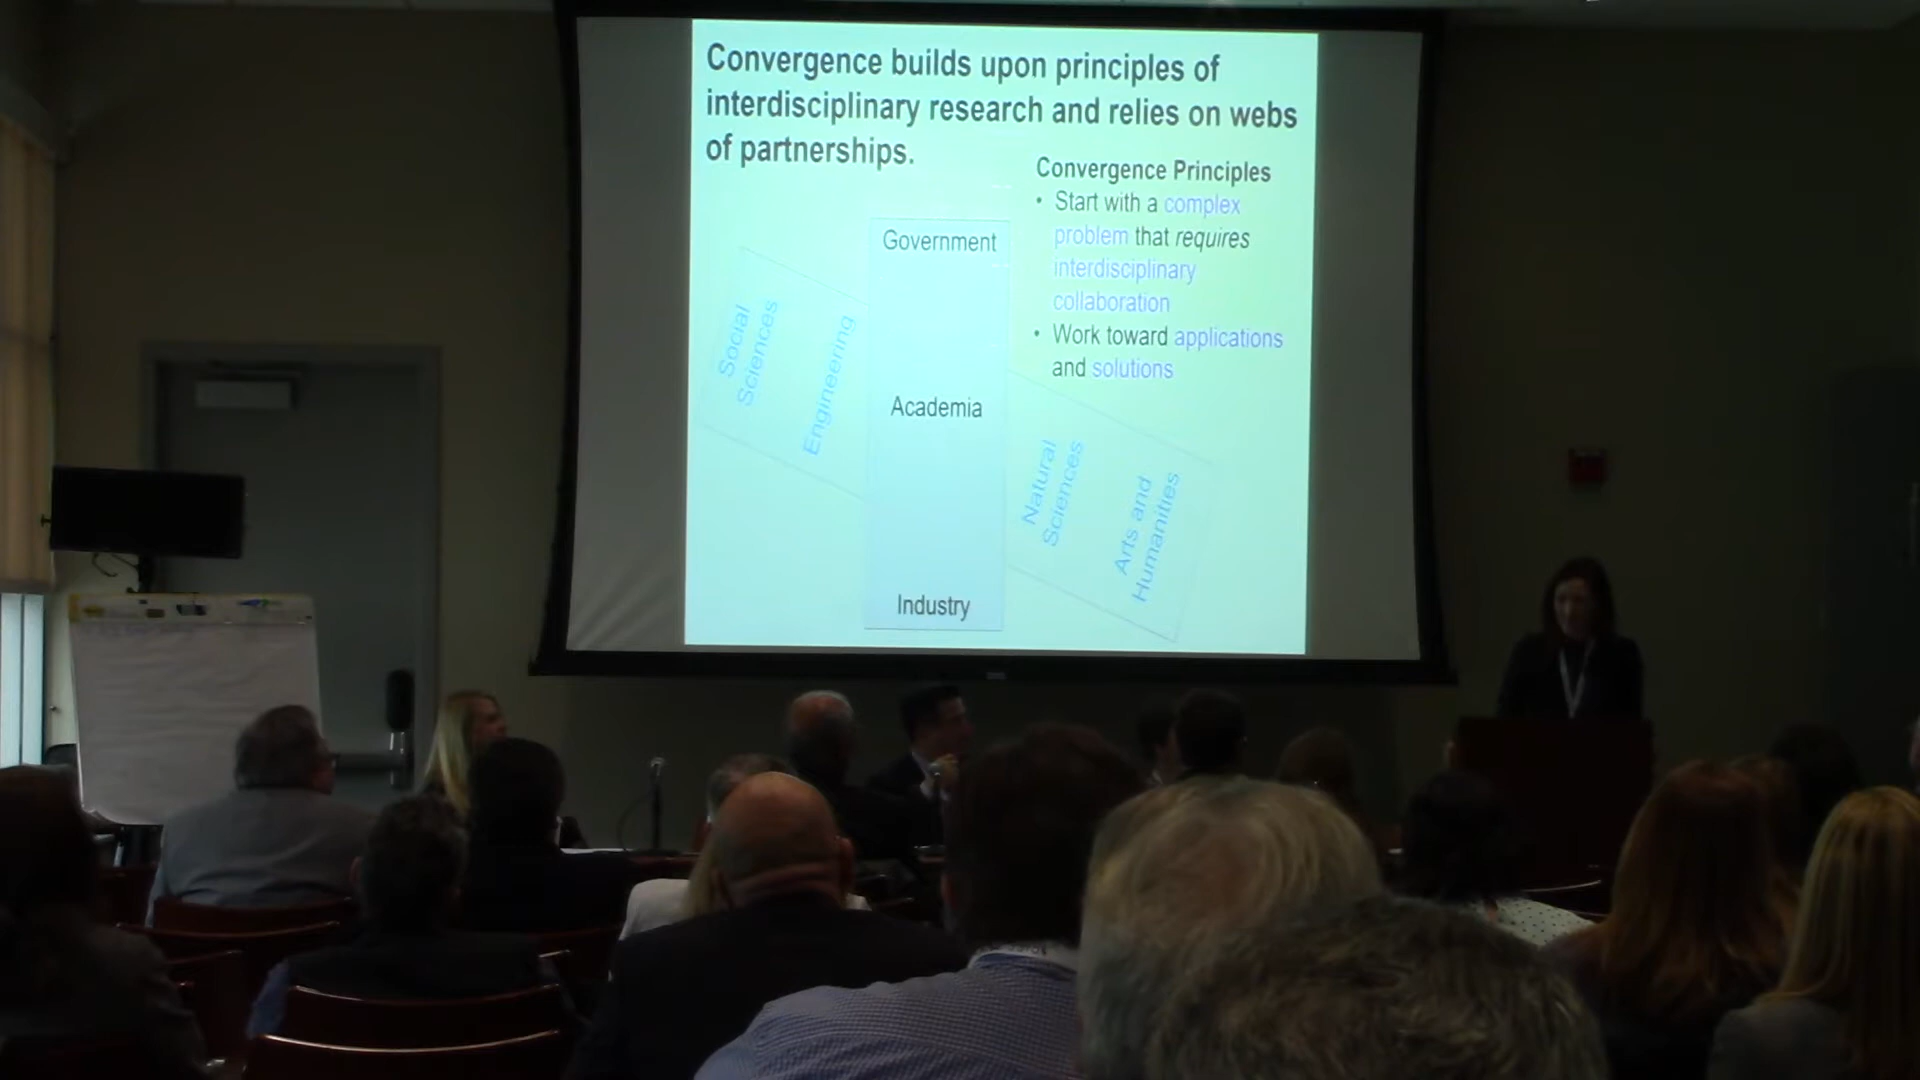 Convergence builds upon principles of
interdisciplinary research and relies on webs
of partnerships.
Convergence Principles
• Start with a complex
problem that requires
interdisciplinary
collaboration
• Work toward applications
and solutions
Government
Academia
Industry
Social
Sciences
Engineering
Natural
Sciences
Arts and
Humanities